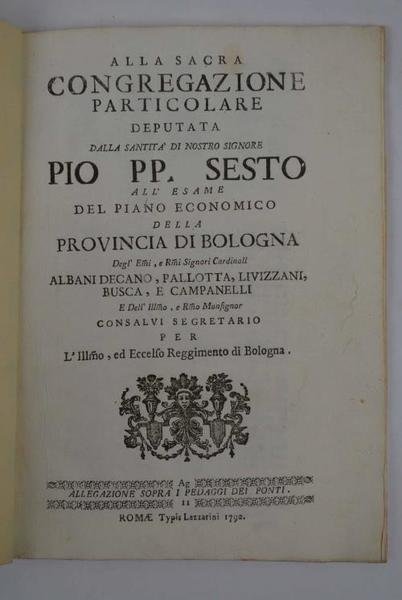 ALLA SACRA
CONGREGAZIONE
PARTICOLARE
DEPUTATA
DALLA SANTITA' DI NOSTRO SIGNORE
PIO PP. SESTO
ALL' ESAME
DEL PIANO ECONOMICO
DELLA
PROVINCIA DI BOLOGNA
Degl' Emi, e Rmi Signori Cardinali
ALBANI DECANO, PALLOTTA, LIVIZZANI,
BUSCA, E CAMPANELLI
E Dell' Illmo, e Rmo Monsignor
CONSALVI SEGRETARIO
PER
L'Illmo, ed Eccelso Reggimento di Bologna.
Ag
ALLEGAZIONE SOPRA I PEDAGGI DEI PONTI.
11
ROMÆ Typis Lazzarini 1792.